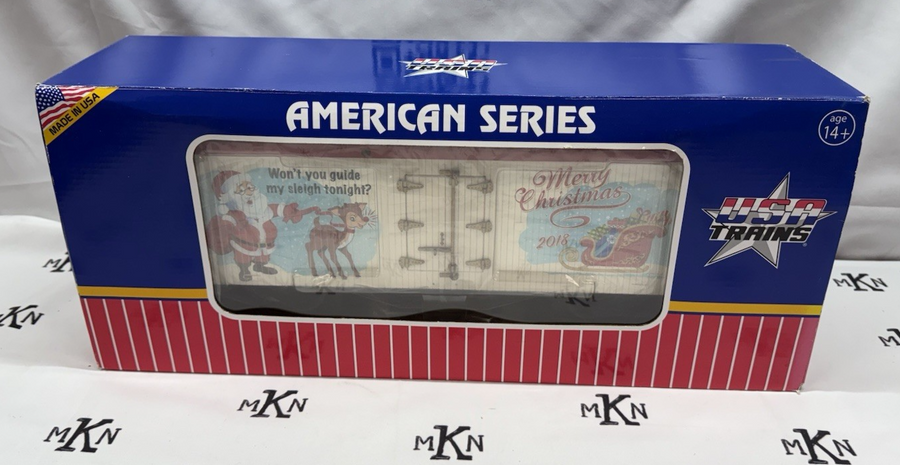 USA
TRAINS
MADE IN USA
AMERICAN SERIES
age
14+
Won't you guide
my sleigh tonight?
Merry
Christmas
2018
USA
TRAINS
MKN
MKN
MKN
MKN
MKN
MKN
MKN
MKN